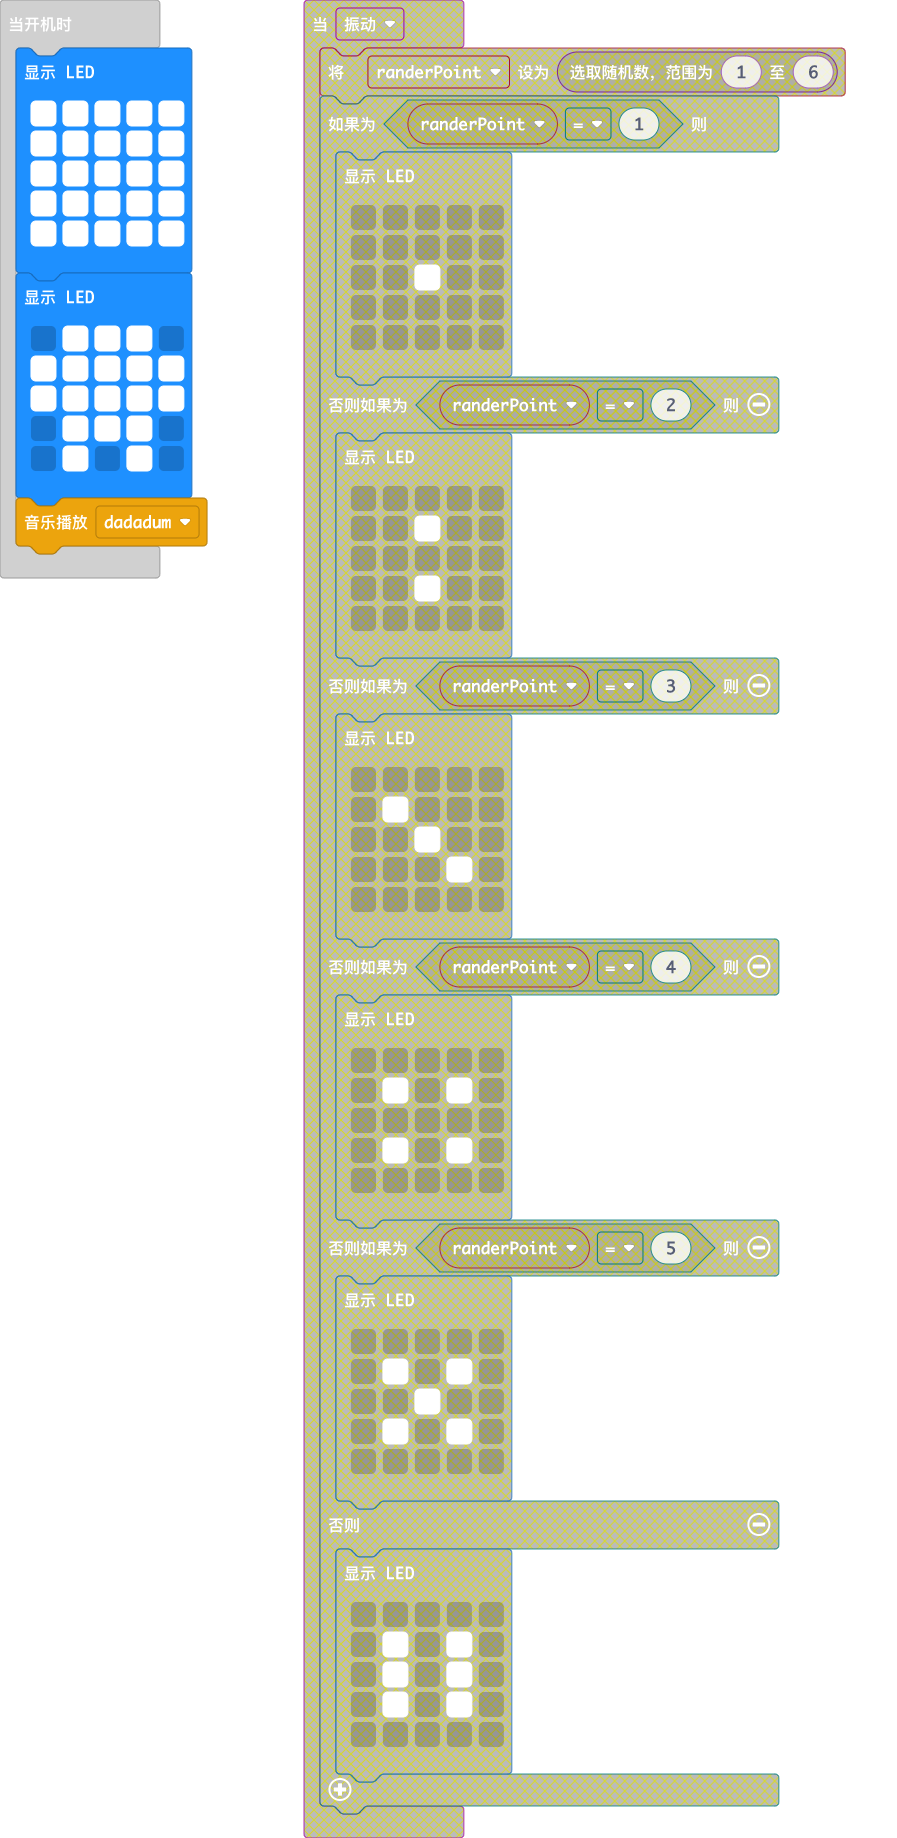 当开机时
显示 LED
显示 LED
音乐播放 dadadum
当 振动
将 randerPoint 设为 选取随机数，范围为 1 至 6
如果为 randerPoint = 1 则
显示 LED
否则如果为 randerPoint = 2 则
显示 LED
否则如果为 randerPoint = 3 则
显示 LED
否则如果为 randerPoint = 4 则
显示 LED
否则如果为 randerPoint = 5 则
显示 LED
否则
显示 LED